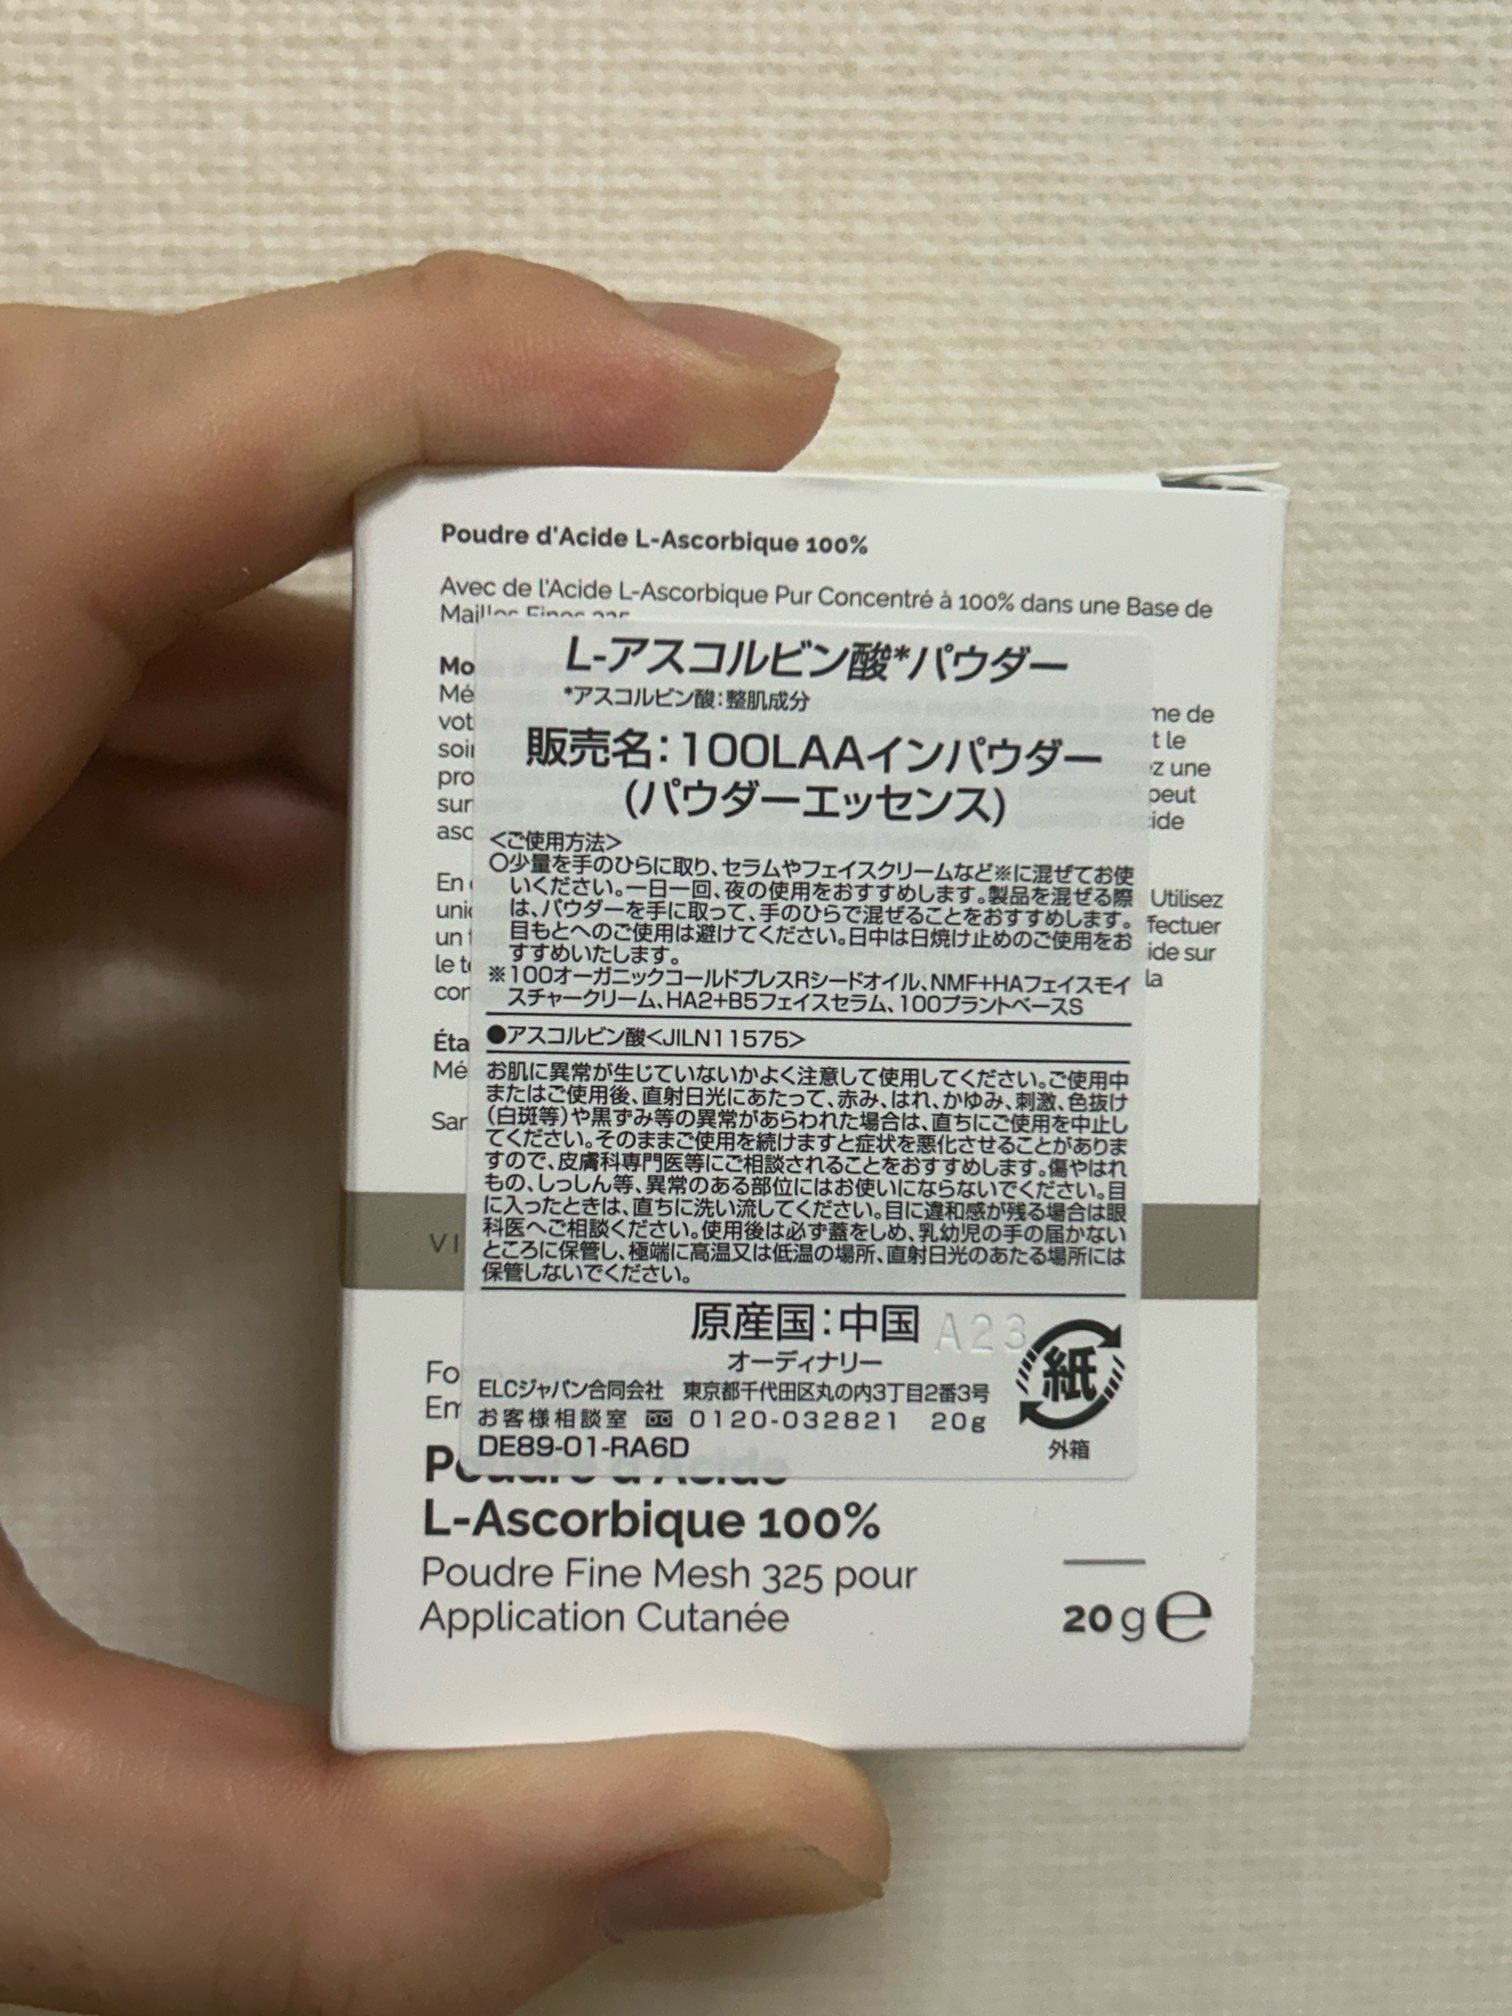 Poudre d'Acide L-Ascorbique 100%
Avec de l'Acide L-Ascorbique Pur Concentré à 100% dans une Base de
L-アスコルビン酸*パウダー
*アスコルビン酸:整肌成分
販売名:100LAAインパウダー
(パウダーエッセンス)
<ご使用方法>
○少量を手のひらに取り、セラムやフェイスクリームなど※に混ぜてお使
いください。一日一回、夜の使用をおすすめします。製品を混ぜる際
は、パウダーを手に取って、手のひらで混ぜることをおすすめします。
目もとへのご使用は避けてください。日中は日焼け止めのご使用をお
すすめいたします。
※100オーガニックコールドプレスRシードオイル、NMF+HAフェイスモイ
スチャークリーム、HA2+B5フェイスセラム、100プラントベースS
●アスコルビン酸<JILN11575>
お肌に異常が生じていないかよく注意して使用してください。ご使用中
またはご使用後、直射日光にあたって、赤み、はれ、かゆみ、刺激、色抜け
(白斑等)や黒ずみ等の異常があらわれた場合は、直ちにご使用を中止し
てください。そのままご使用を続けますと症状を悪化させることがありま
すので、皮膚科専門医等にご相談されることをおすすめします。傷やはれ
もの、しっしん等、異常のある部位にはお使いにならないでください。目
に入ったときは、直ちに洗い流してください。目に違和感が残る場合は眼
科医へご相談ください。使用後は必ず蓋をしめ、乳幼児の手の届かない
ところに保管し、極端に高温又は低温の場所、直射日光のあたる場所には
保管しないでください。
原産国:中国 A23
オーディナリー
ELCジャパン合同会社 東京都千代田区丸の内3丁目2番3号
お客様相談室 0120-032821 20g
DE89-01-RA6D
紙
外箱
me de
t le
z une
peut
ide
Utilisez
ffectuer
ide sur
la
L-Ascorbique 100%
Poudre Fine Mesh 325 pour
Application Cutanée
20 g ℮